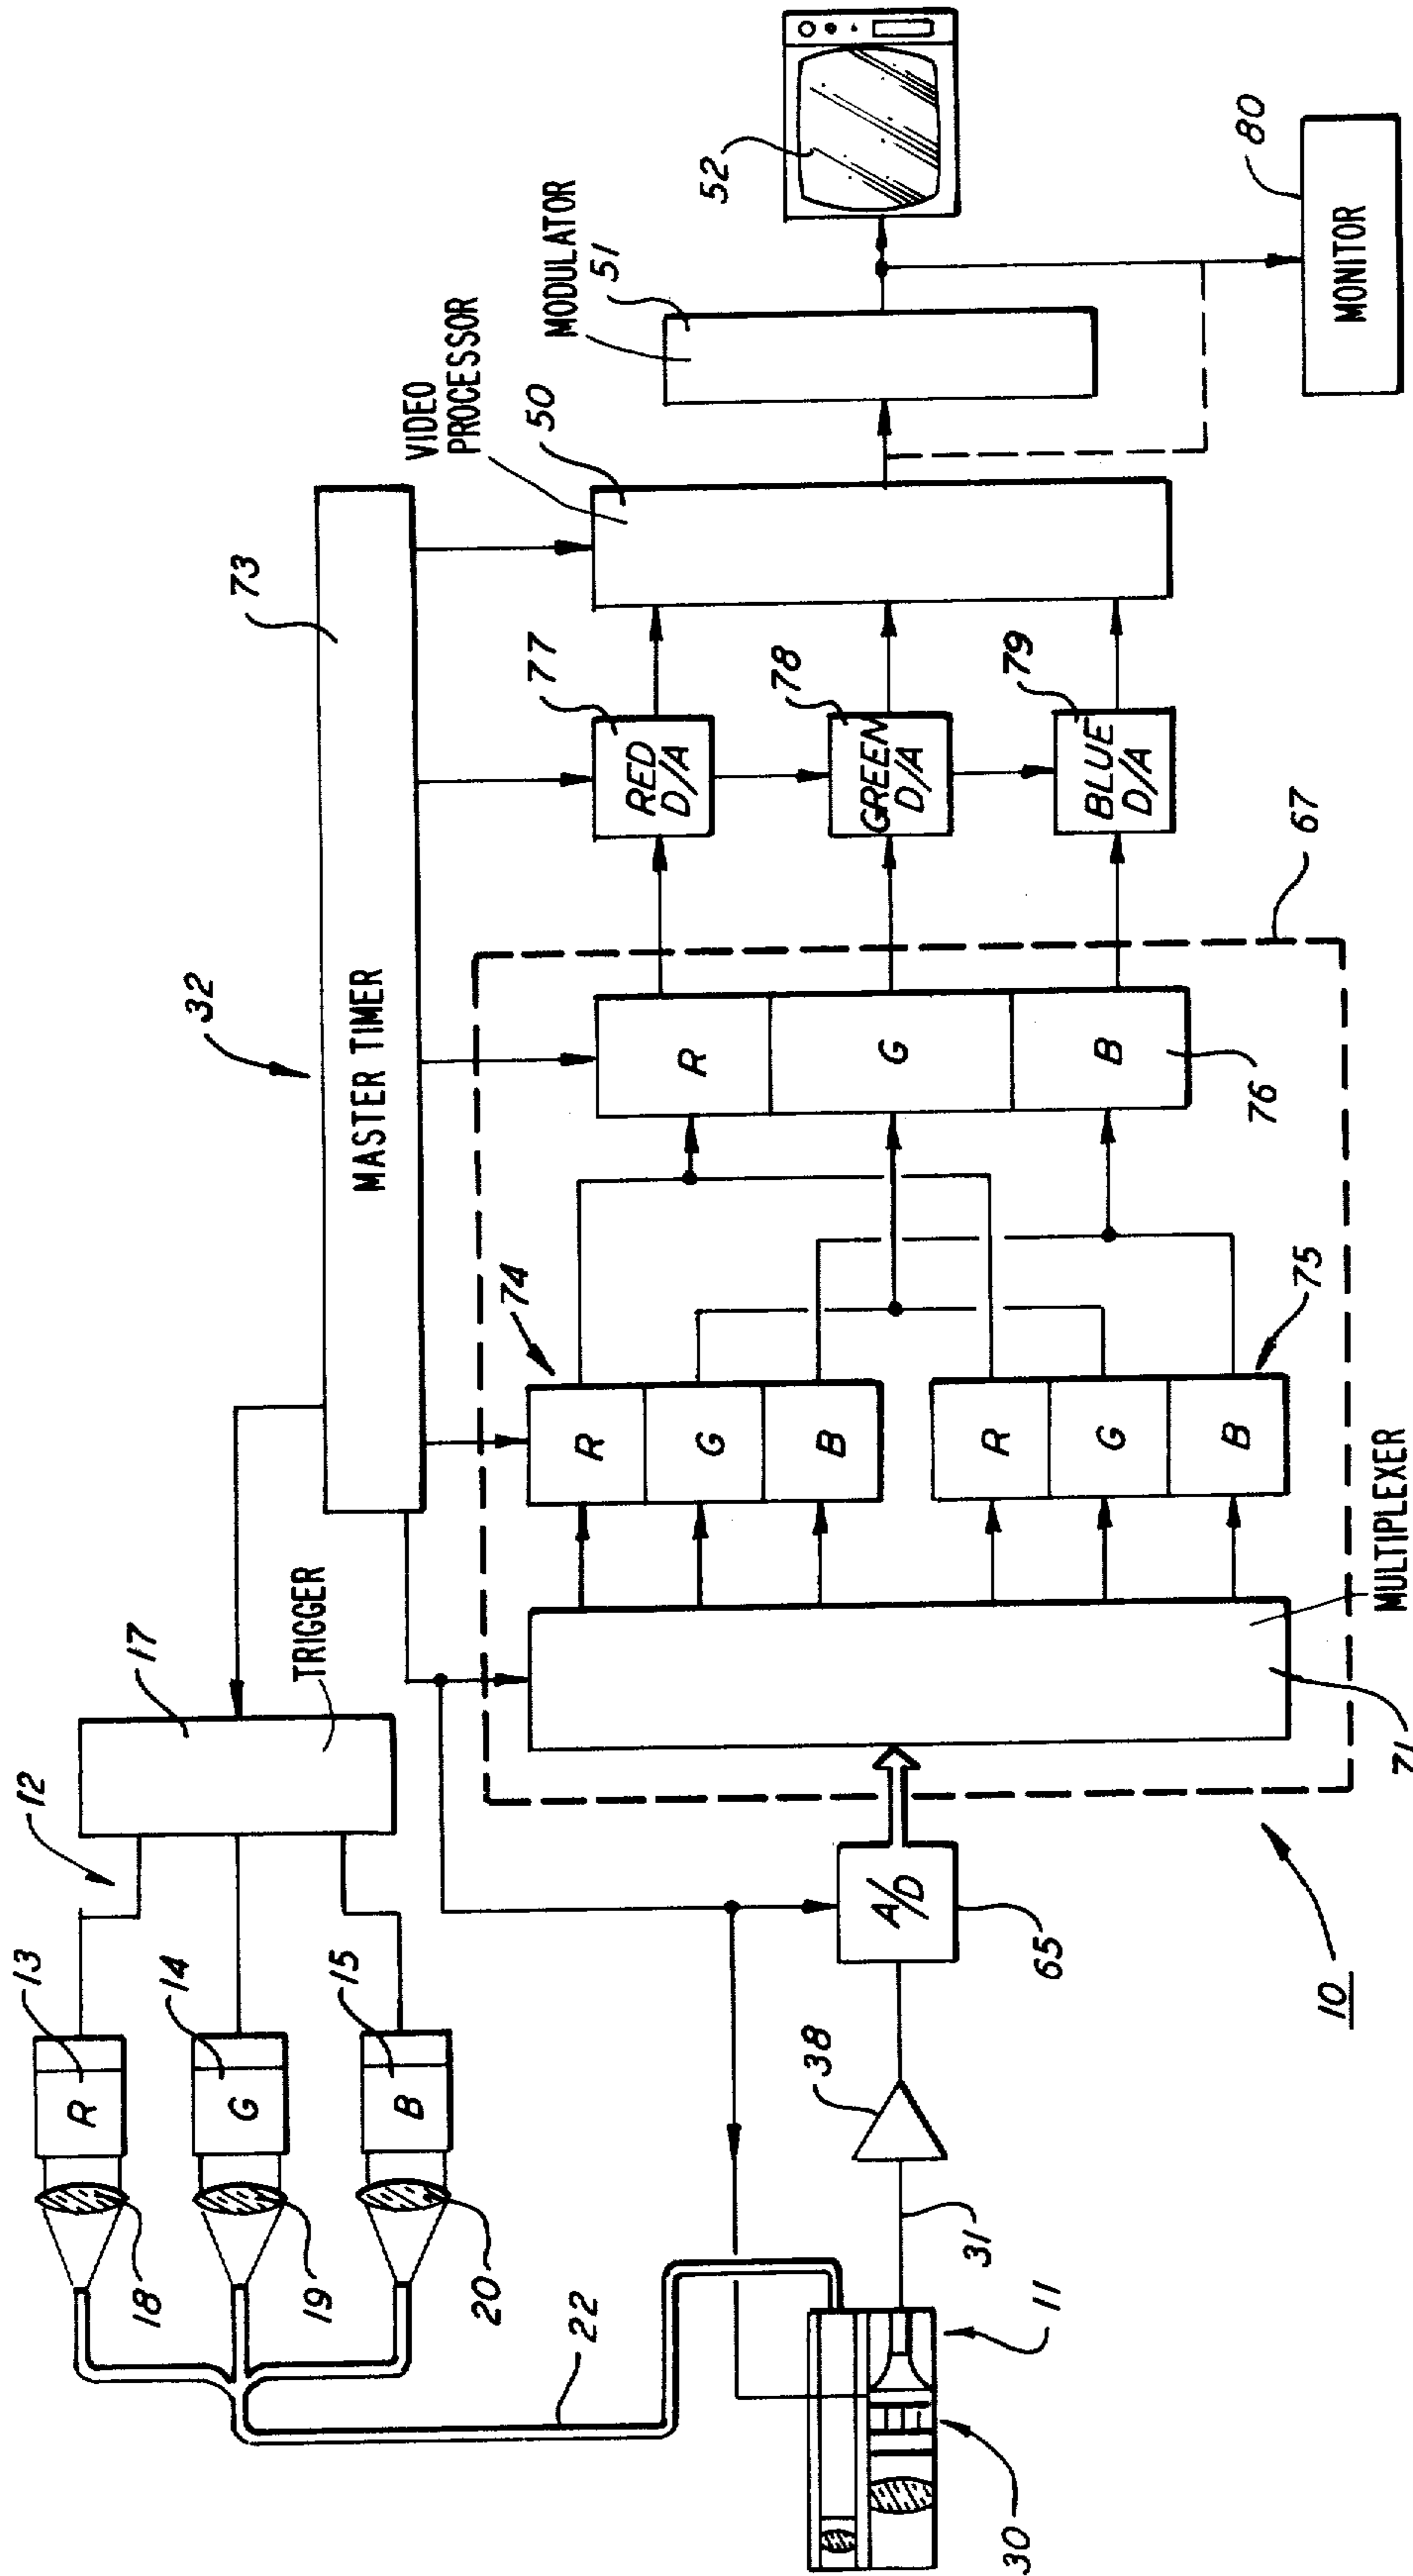 13
R
12
17
TRIGGER
18
14
G
19
15
B
20
22
32
MASTER TIMER
73
VIDEO
PROCESSOR
50
MODULATOR
51
52
74
R
G
B
R
G
B
75
R
G
B
76
77
RED
D/A
78
GREEN
D/A
79
BLUE
D/A
67
80
MONITOR
30
11
31
38
A/D
65
71
MULTIPLEXER
10